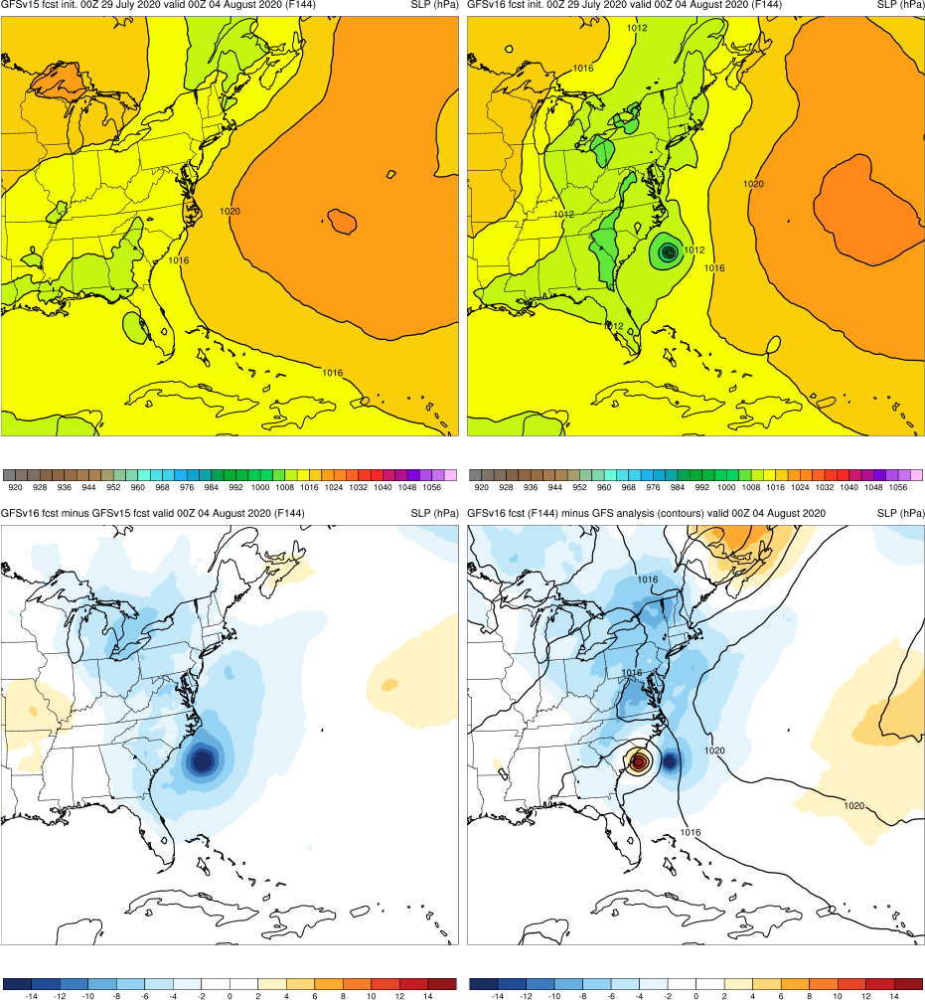 GFSv15 fcst init. 00Z 29 July 2020 valid 00Z 04 August 2020 (F144) SLP (hPa)
1020
1016
1016
920 928 936 944 952 960 968 976 984 992 1000 1008 1016 1024 1032 1040 1048 1056
GFSv16 fcst init. 00Z 29 July 2020 valid 00Z 04 August 2020 (F144) SLP (hPa)
1012
1016
1020
1012
1012
1016
1012
920 928 936 944 952 960 968 976 984 992 1000 1008 1016 1024 1032 1040 1048 1056
GFSv16 fcst minus GFSv15 fcst valid 00Z 04 August 2020 (F144) SLP (hPa)
-14 -12 -10 -8 -6 -4 -2 0 2 4 6 8 10 12 14
GFSv16 fcst (F144) minus GFS analysis (contours) valid 00Z 04 August 2020 SLP (hPa)
1016
1016
1020
1012
1020
1016
-14 -12 -10 -8 -6 -4 -2 0 2 4 6 8 10 12 14